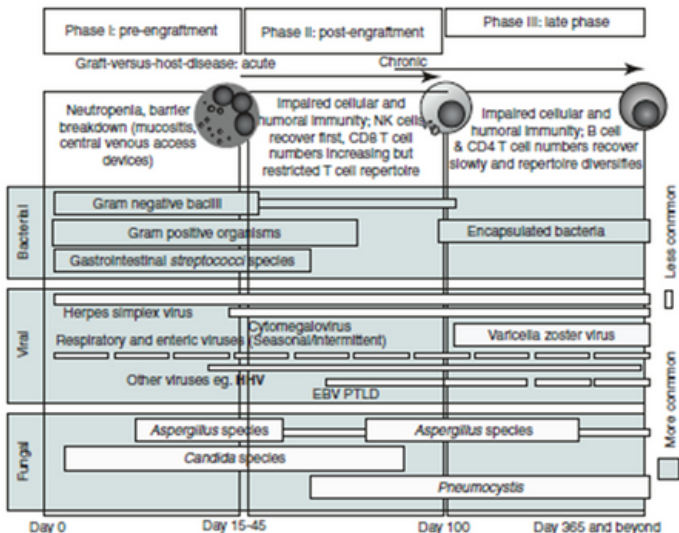 Phase I: pre-engraftment
Phase II: post-engraftment
Phase III: late phase
Graft-versus-host-disease: acute
Chronic
Neutropenia, barrier
breakdown (mucositis,
central venous access
devices)
Impaired cellular and
humoral immunity; NK cells
recover first, CD8 T cell
numbers increasing but
restricted T cell repertoire
Impaired cellular and
humoral immunity; B cell
& CD4 T cell numbers recover
slowly and repertoire diversifies
Bacterial
Gram negative bacilli
Gram positive organisms
Encapsulated bacteria
Gastrointestinal streptococci species
Viral
Herpes simplex virus
Cytomegalovirus
Varicella zoster virus
Respiratory and enteric viruses (Seasonal/intermittent)
Other viruses eg. HHV
EBV PTLD
Fungal
Aspergillus species
Aspergillus species
Candida species
Pneumocystis
Day 0
Day 15-45
Day 100
Day 365 and beyond
Less common
More common